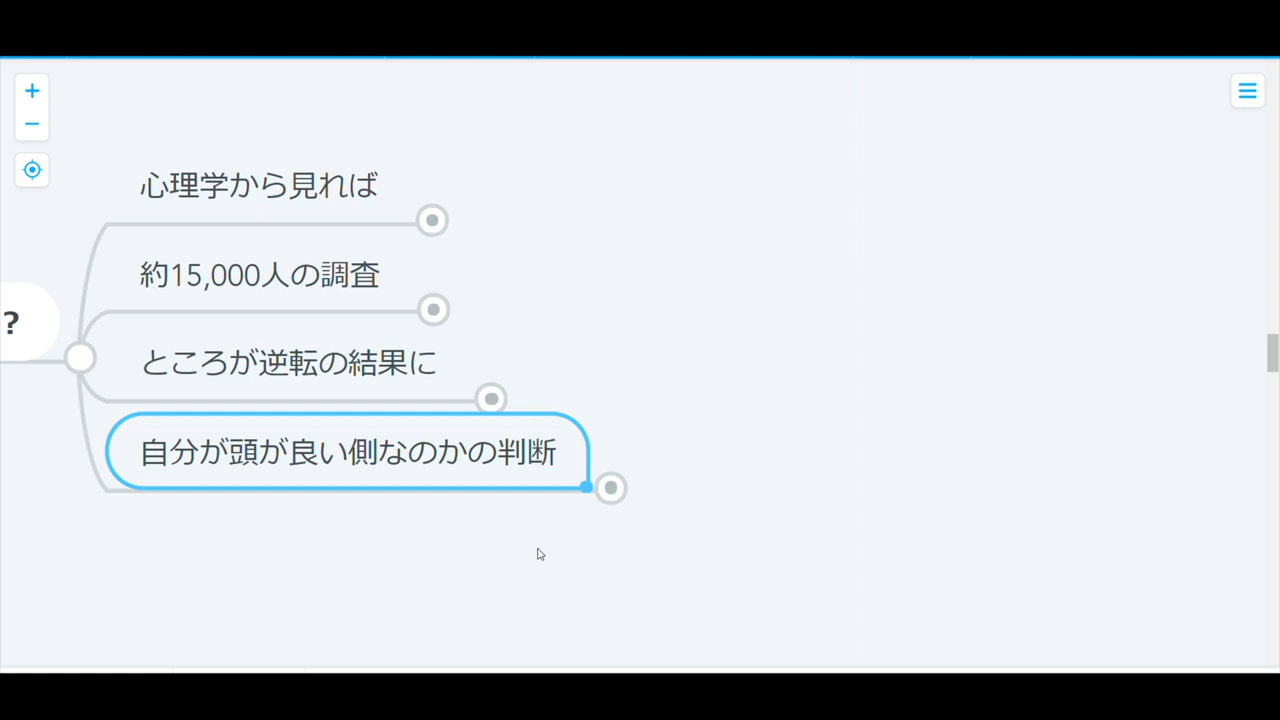 心理学から見れば
約15,000人の調査
?
ところが逆転の結果に
自分が頭が良い側なのかの判断